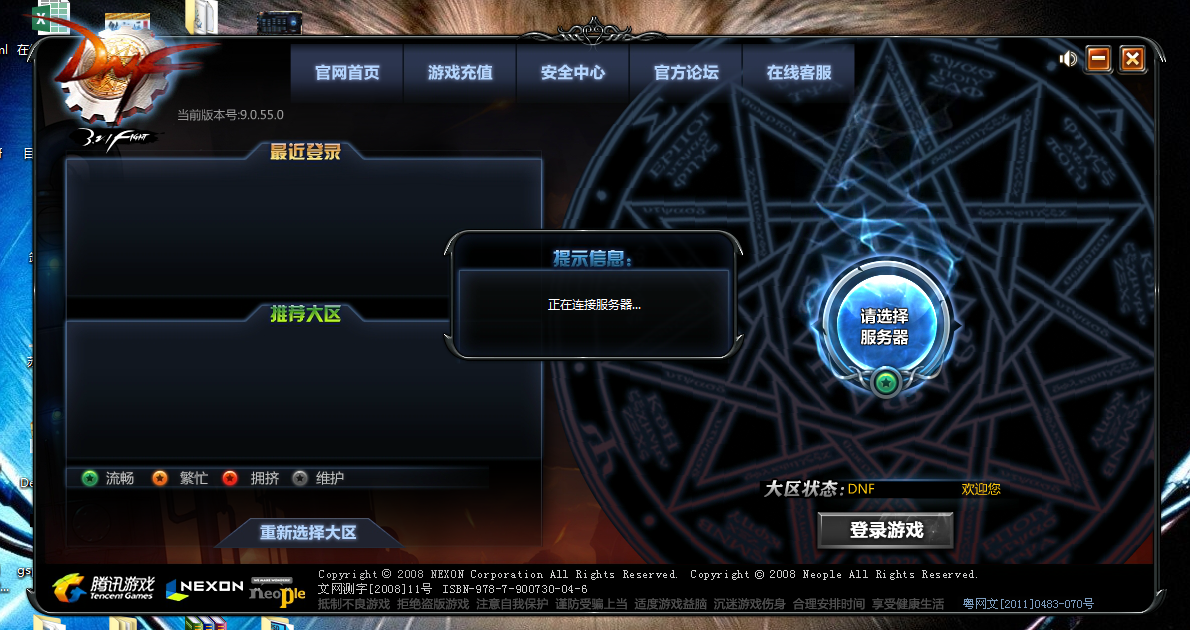 官网首页 游戏充值 安全中心 官方论坛 在线客服
DNF
3.2.1 FIGHT
当前版本号:9.0.55.0
最近登录
提示信息:
正在连接服务器...
推荐大区
请选择
服务器
流畅 繁忙 拥挤 维护
大区状态: DNF 欢迎您
重新选择大区
登录游戏
腾讯游戏
Tencent Games
NEXON
neople
Copyright © 2008 NEXON Corporation All Rights Reserved. Copyright © 2008 Neople All Rights Reserved.
文网测字[2008]11号 ISBN-978-7-900730-04-6
抵制不良游戏 拒绝盗版游戏 注意自我保护 谨防受骗上当 适度游戏益脑 沉迷游戏伤身 合理安排时间 享受健康生活 粤网文[2011]0483-070号